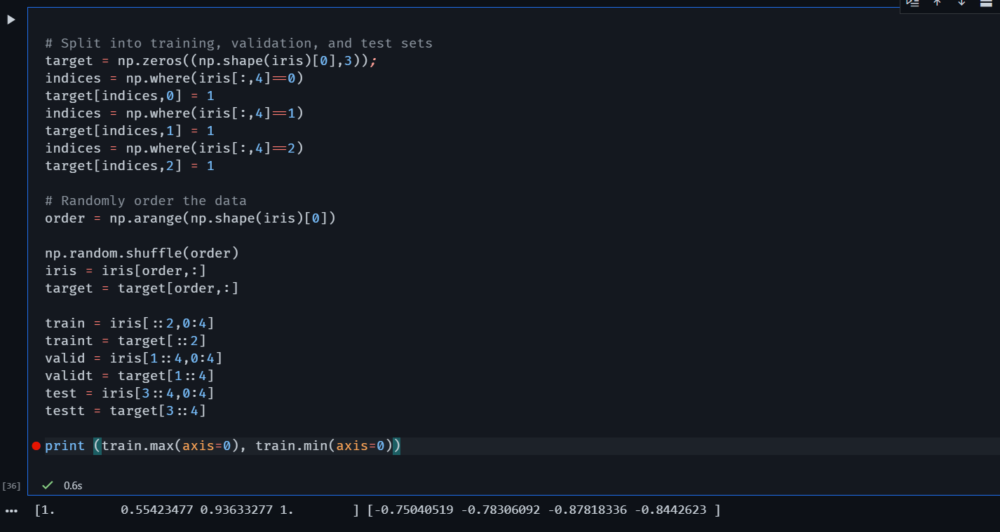 # Split into training, validation, and test sets
target = np.zeros((np.shape(iris)[0],3));
indices = np.where(iris[:,4]==0)
target[indices,0] = 1
indices = np.where(iris[:,4]==1)
target[indices,1] = 1
indices = np.where(iris[:,4]==2)
target[indices,2] = 1
# Randomly order the data
order = np.arange(np.shape(iris)[0])
np.random.shuffle(order)
iris = iris[order,:]
target = target[order,:]
train = iris[::2,0:4]
traint = target[::2]
valid = iris[1::4,0:4]
validt = target[1::4]
test = iris[3::4,0:4]
testt = target[3::4]
print (train.max(axis=0), train.min(axis=0))
[36] 0.6s
[1. 0.55423477 0.93633277 1. ] [-0.75040519 -0.78306092 -0.87818336 -0.8442623 ]